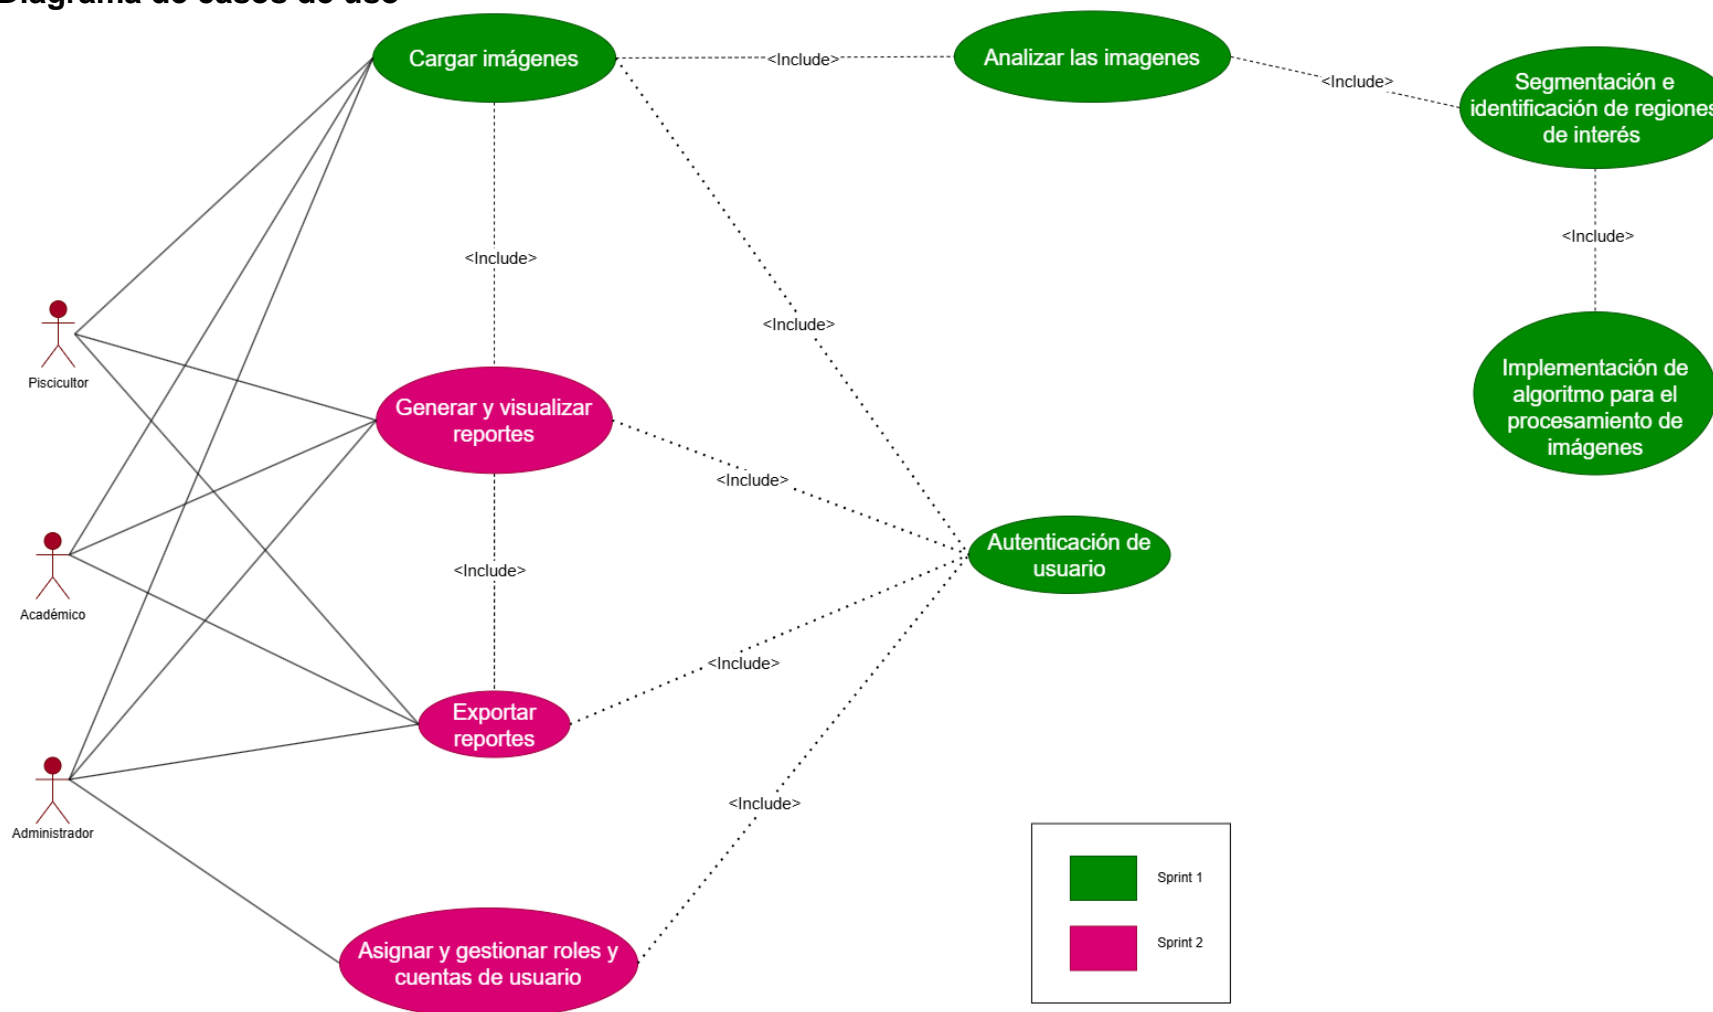 Diagrama de casos de uso
Cargar imágenes
<Include>
Analizar las imagenes
<Include>
Segmentación e
identificación de regiones
de interés
<Include>
<Include>
<Include>
Piscicultor
Generar y visualizar
reportes
Implementación de
algoritmo para el
procesamiento de
imágenes
<Include>
Autenticación de
usuario
<Include>
Académico
<Include>
Exportar
reportes
<Include>
Administrador
Asignar y gestionar roles y
cuentas de usuario
Sprint 1
Sprint 2